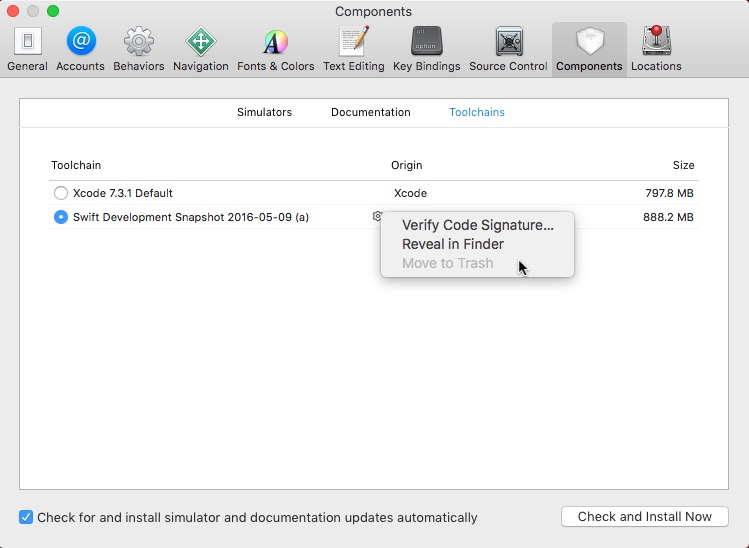 Components
alt
option
General Accounts Behaviors Navigation Fonts & Colors Text Editing Key Bindings Source Control Components Locations
Simulators Documentation Toolchains
Toolchain Origin Size
Xcode 7.3.1 Default Xcode 797.8 MB
Swift Development Snapshot 2016-05-09 (a) 888.2 MB
Verify Code Signature...
Reveal in Finder
Move to Trash
Check for and install simulator and documentation updates automatically Check and Install Now